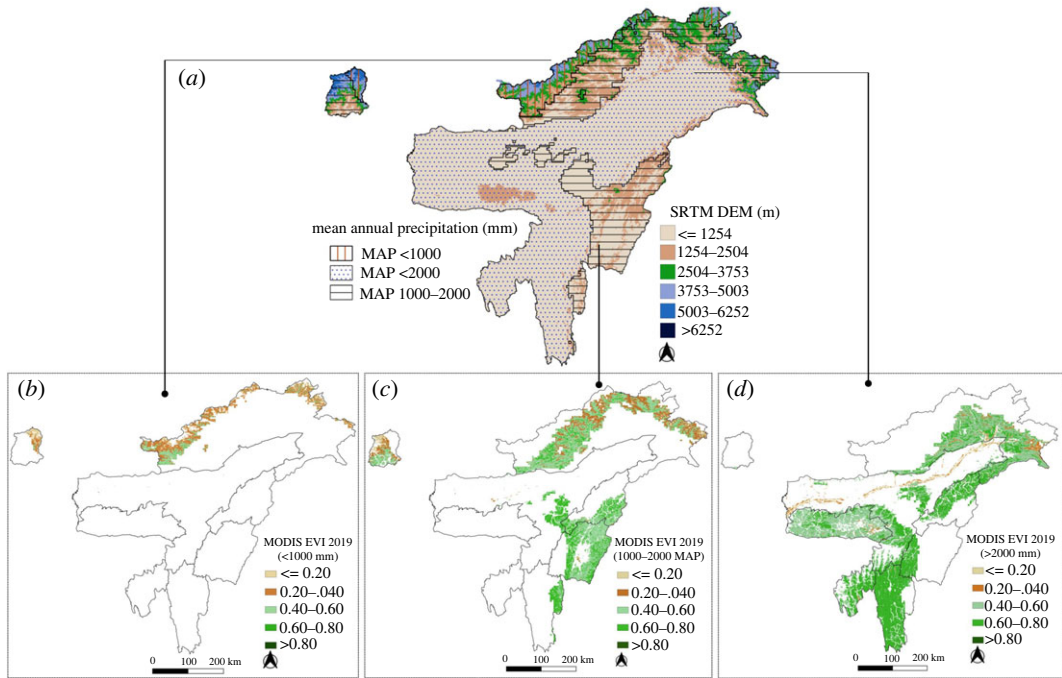 (a)
mean annual precipitation (mm)
MAP <1000
MAP <2000
MAP 1000–2000
SRTM DEM (m)
<= 1254
1254–2504
2504–3753
3753–5003
5003–6252
>6252
(b)
MODIS EVI 2019
(<1000 mm)
<= 0.20
0.20–.040
0.40–0.60
0.60–0.80
>0.80
0 100 200 km
(c)
MODIS EVI 2019
(1000–2000 MAP)
<= 0.20
0.20–.040
0.40–0.60
0.60–0.80
>0.80
0 100 200 km
(d)
MODIS EVI 2019
(>2000 mm)
<= 0.20
0.20–.040
0.40–0.60
0.60–0.80
>0.80
0 100 200 km